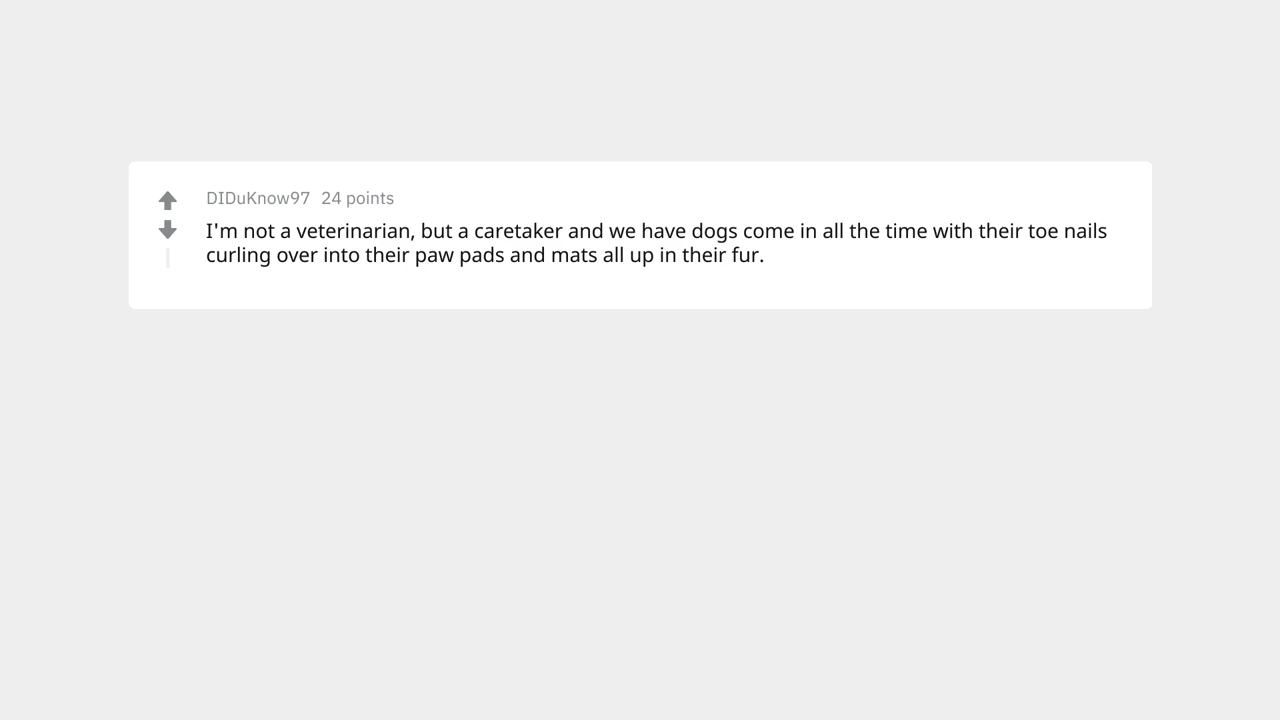 DIDuKnow97 24 points
I'm not a veterinarian, but a caretaker and we have dogs come in all the time with their toe nails
curling over into their paw pads and mats all up in their fur.